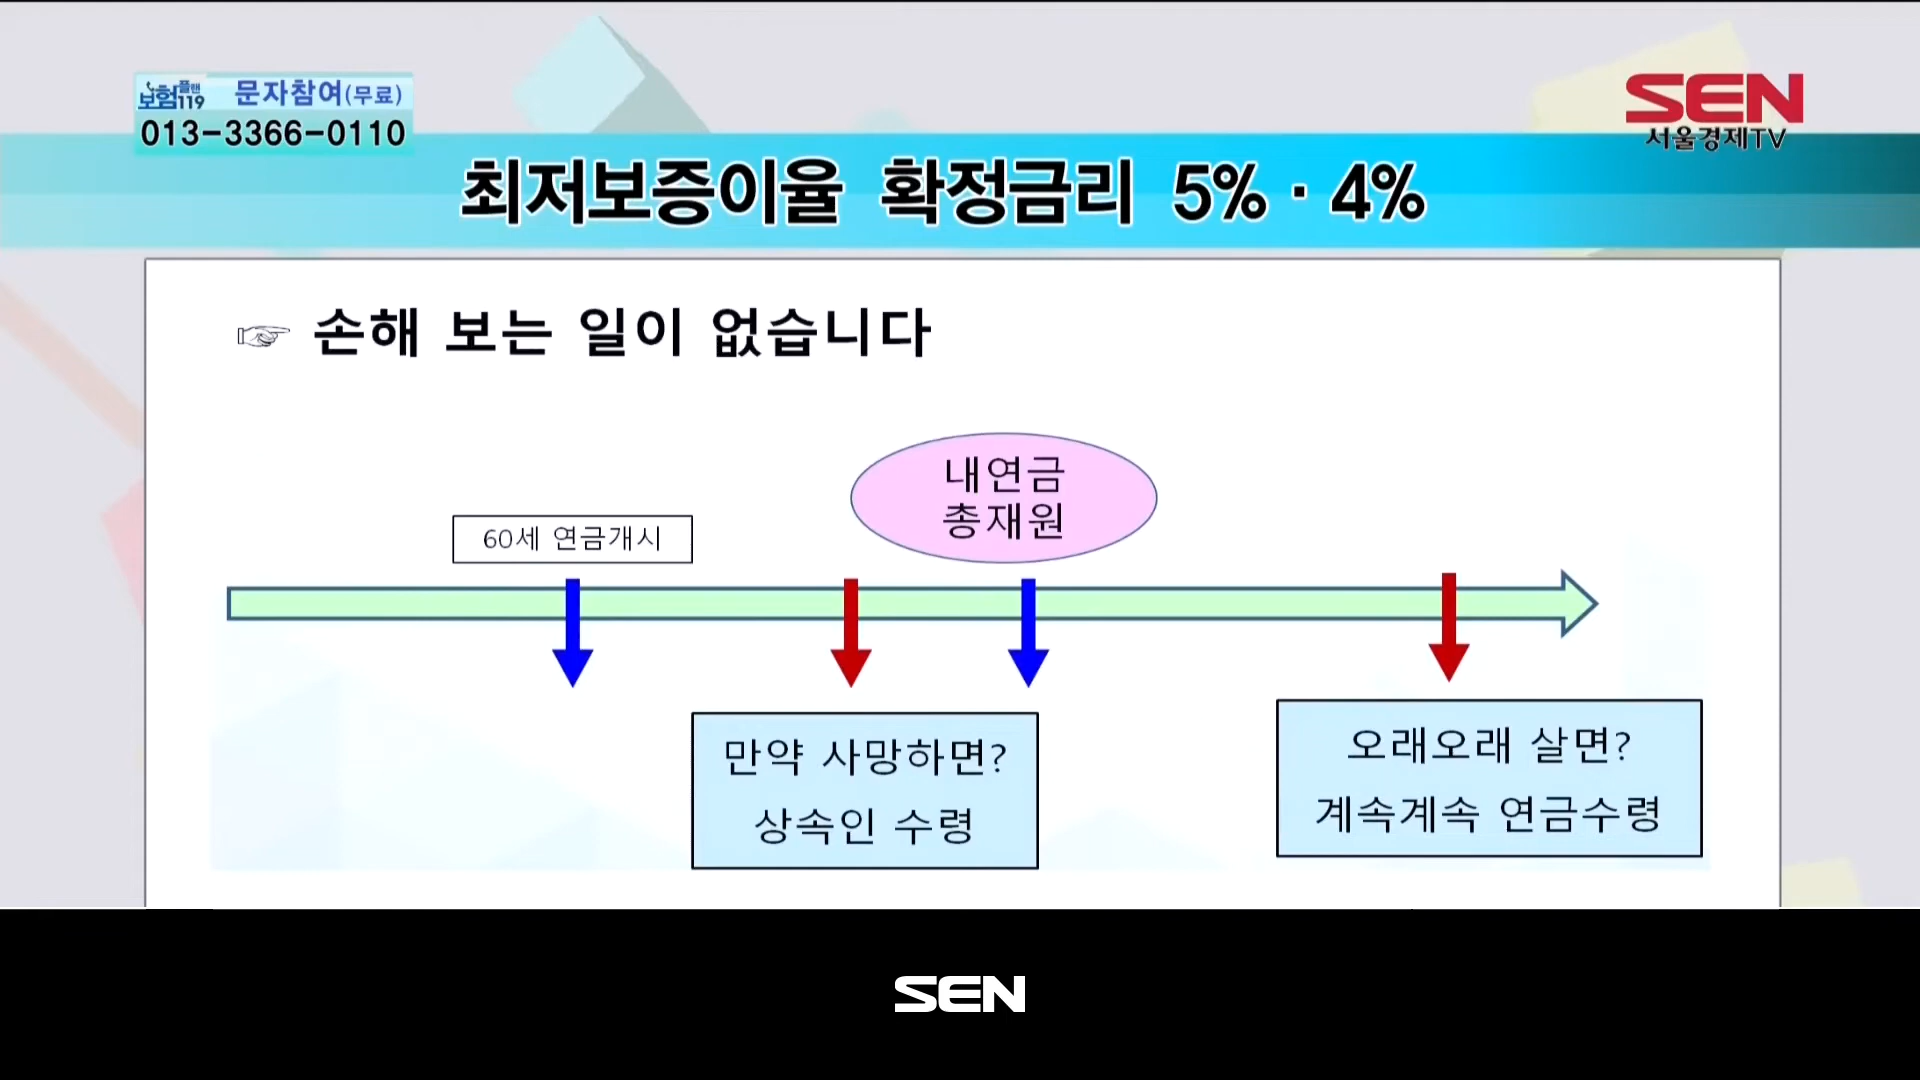 보험플랜119 문자참여(무료)
013-3366-0110
SEN
서울경제TV
최저보증이율 확정금리 5% · 4%
☞ 손해 보는 일이 없습니다
내연금
총재원
60세 연금개시
만약 사망하면?
상속인 수령
오래오래 살면?
계속계속 연금수령
SEN